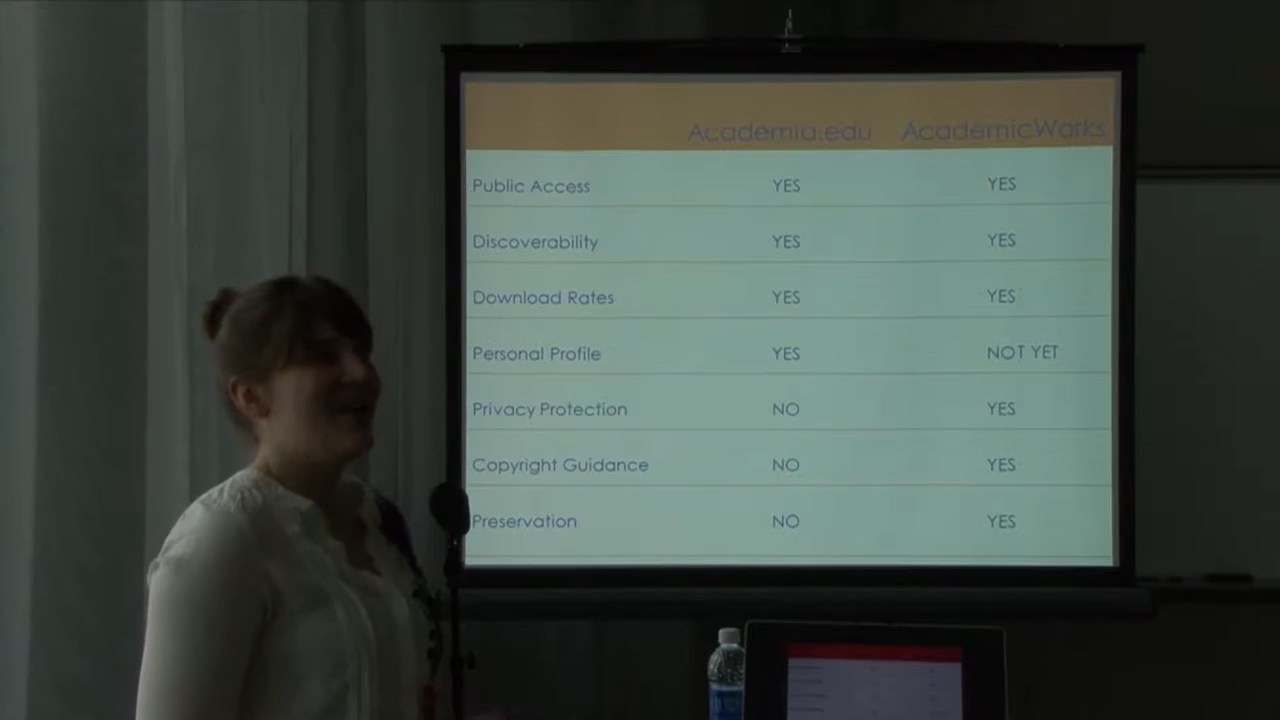 Academia.edu AcademicWorks
Public Access YES YES
Discoverability YES YES
Download Rates YES YES
Personal Profile YES NOT YET
Privacy Protection NO YES
Copyright Guidance NO YES
Preservation NO YES